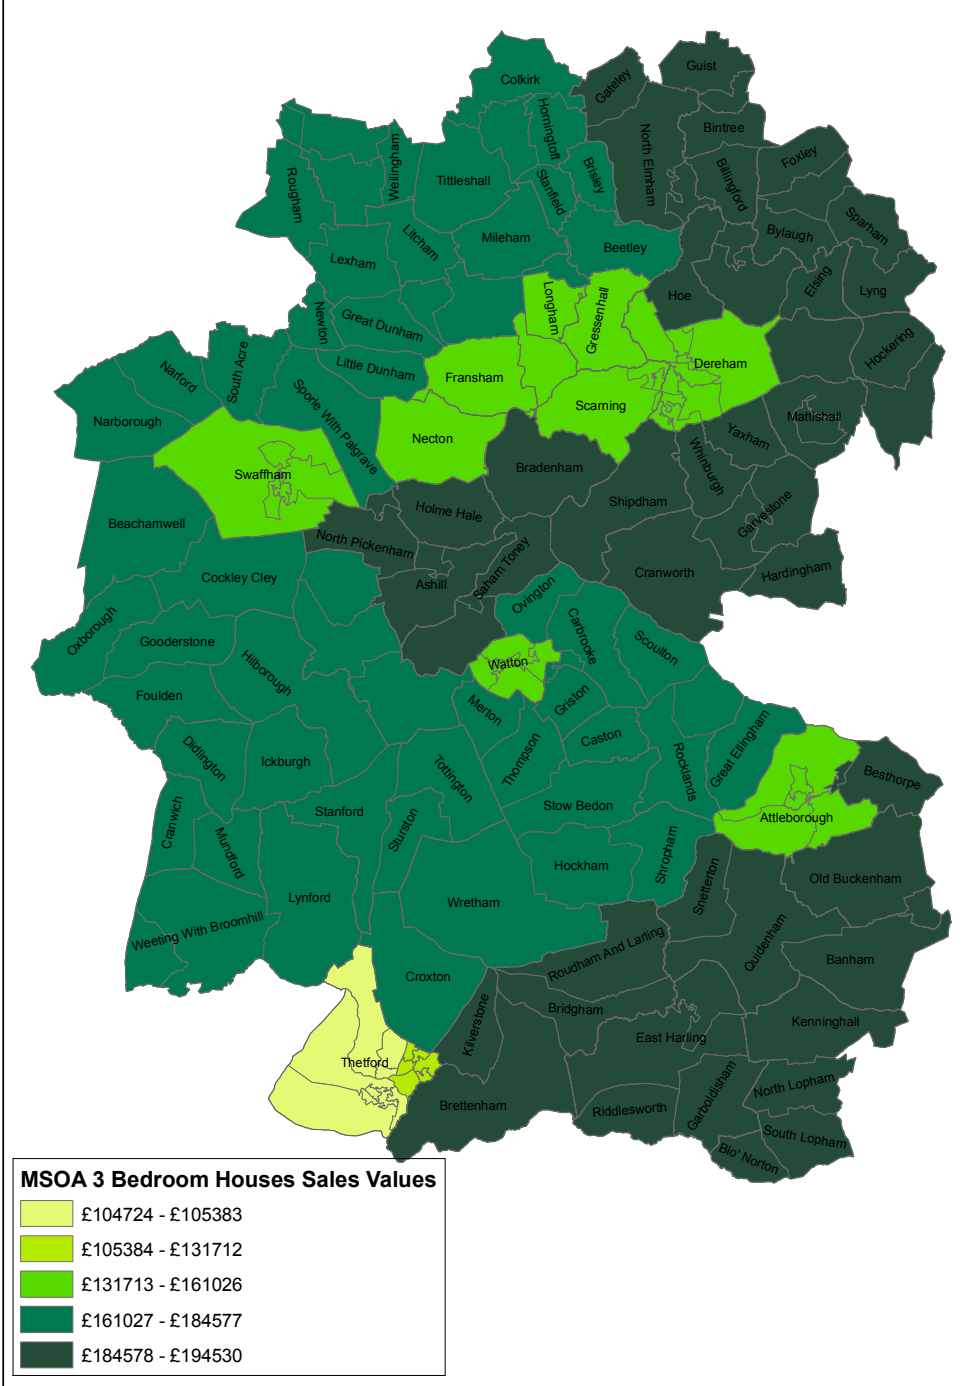 Colkirk
Guist
Gateley
Horningtoft
North Elmham
Bintree
Foxley
Wellingham
Rougham
Tittleshall
Stanfield
Brisley
Billingford
Sparham
Litcham
Mileham
Beetley
Bylaugh
Lexham
Elsing
Lyng
Longham
Gressenhall
Hoe
Newton
Great Dunham
Hockering
South Acre
Narford
Little Dunham
Fransham
Dereham
Sporle With Palgrave
Scarning
Narborough
Necton
Mattishall
Yaxham
Whinburgh
Swaffham
Bradenham
Shipdham
Garvestone
Holme Hale
Beachamwell
North Pickenham
Saham Toney
Cockley Cley
Ashill
Cranworth
Hardingham
Ovington
Oxborough
Gooderstone
Hilborough
Carbrooke
Scoulton
Watton
Foulden
Merton
Griston
Didlington
Ickburgh
Tottington
Thompson
Caston
Rocklands
Great Ellingham
Besthorpe
Cranwich
Stanford
Sturston
Stow Bedon
Attleborough
Mundford
Hockham
Shropham
Snetterton
Old Buckenham
Lynford
Wretham
Weeting With Broomhill
Quidenham
Roudham And Larling
Banham
Croxton
Kilverstone
Bridgham
East Harling
Kenninghall
Thetford
Brettenham
Riddlesworth
Garboldisham
North Lopham
South Lopham
Blo' Norton
MSOA 3 Bedroom Houses Sales Values
£104724 - £105383
£105384 - £131712
£131713 - £161026
£161027 - £184577
£184578 - £194530